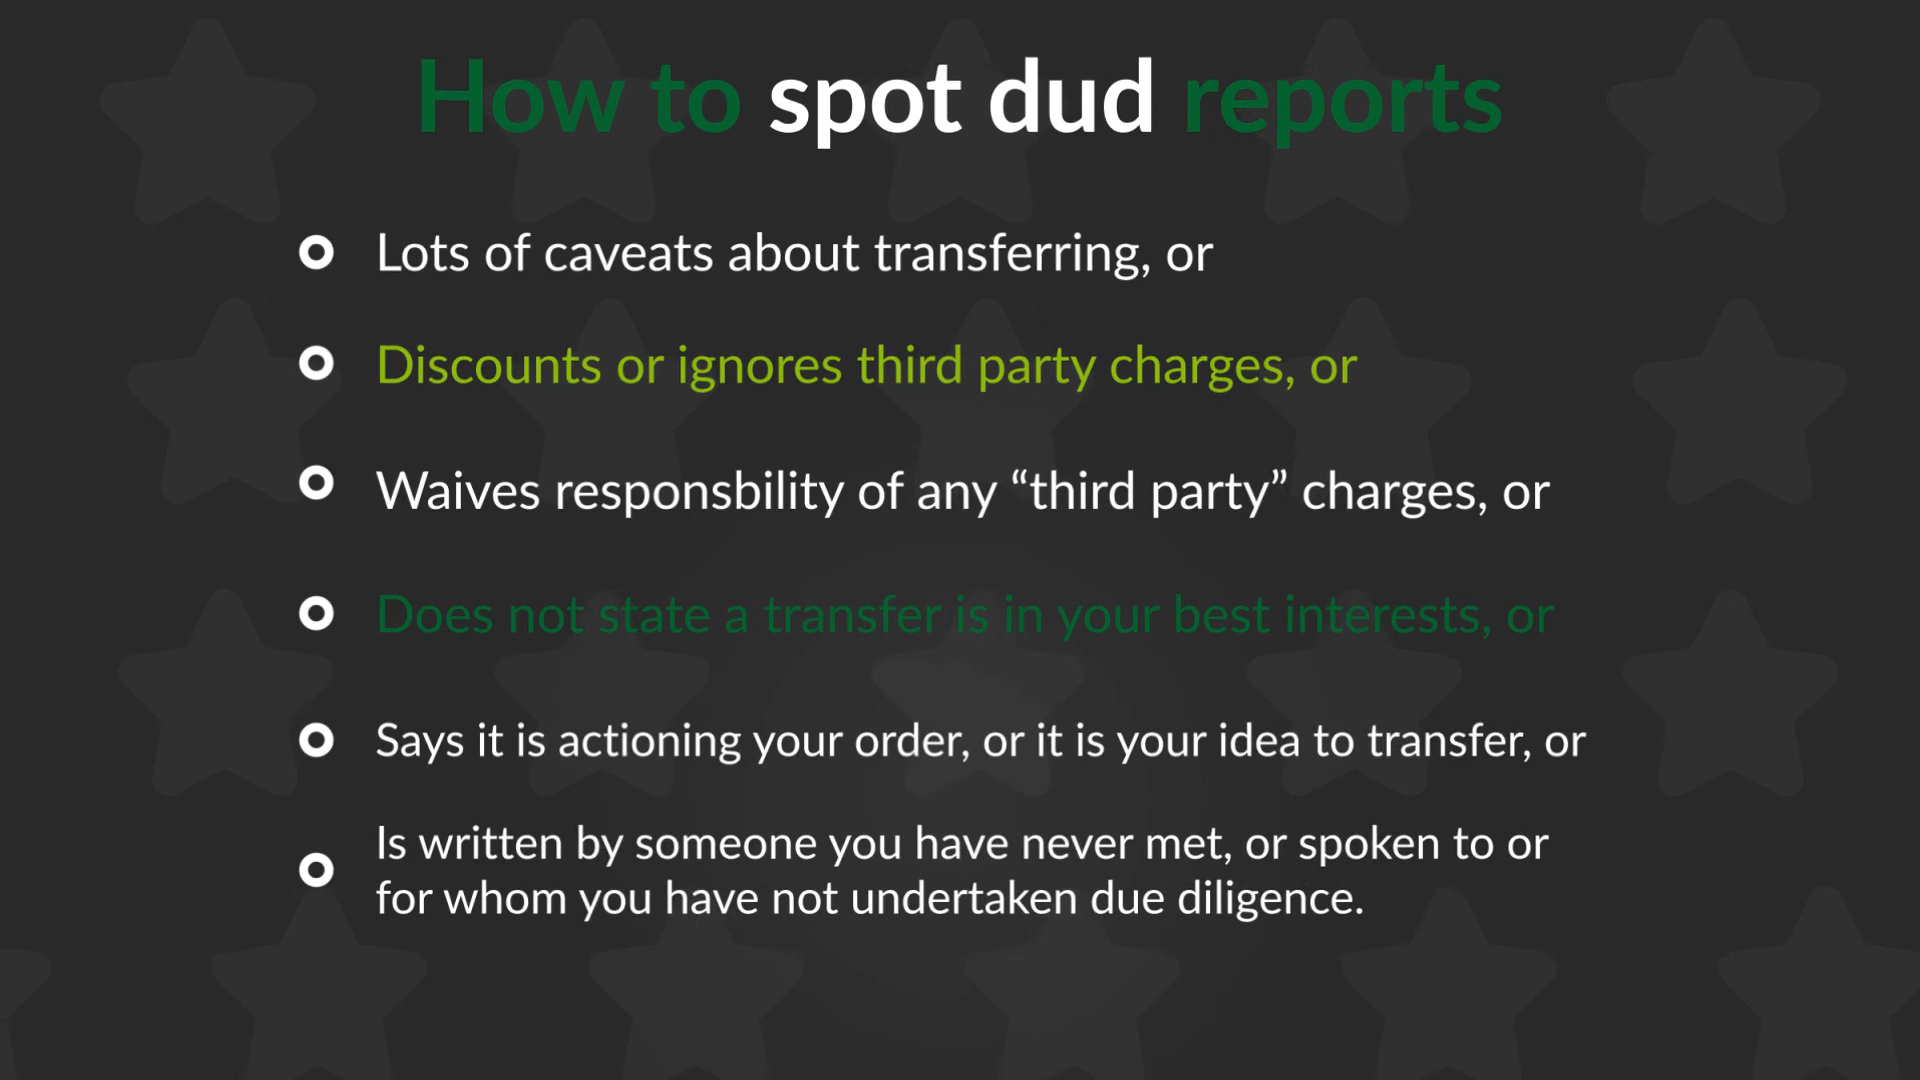 How to spot dud reports
Lots of caveats about transferring, or
Discounts or ignores third party charges, or
Waives responsbility of any “third party” charges, or
Does not state a transfer is in your best interests, or
Says it is actioning your order, or it is your idea to transfer, or
Is written by someone you have never met, or spoken to or
for whom you have not undertaken due diligence.